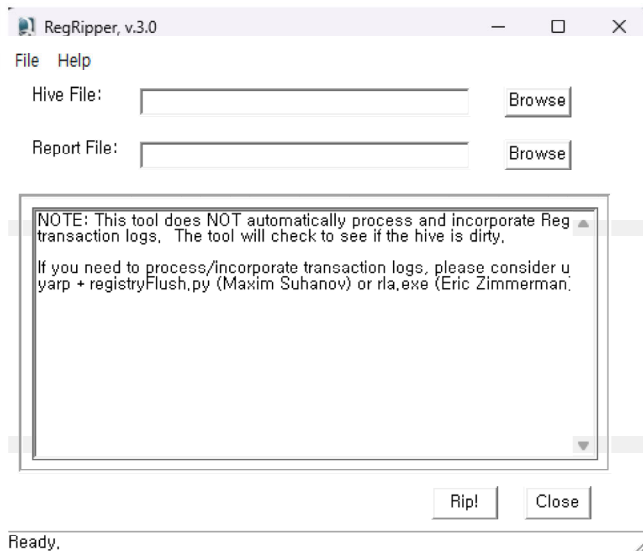 RegRipper, v.3.0
File Help
Hive File:
Browse
Report File:
Browse
NOTE: This tool does NOT automatically process and incorporate Reg
transaction logs, The tool will check to see if the hive is dirty,
If you need to process/incorporate transaction logs, please consider u
yarp + registryFlush,py (Maxim Suhanov) or rla,exe (Eric Zimmerman)
Rip!
Close
Ready,